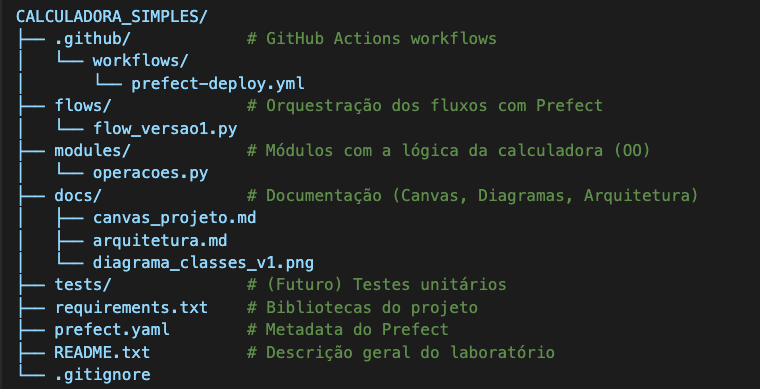 CALCULADORA_SIMPLES/
├── .github/            # GitHub Actions workflows
│   └── workflows/
│       └── prefect-deploy.yml
├── flows/              # Orquestração dos fluxos com Prefect
│   └── flow_versao1.py
├── modules/            # Módulos com a lógica da calculadora (OO)
│   └── operacoes.py
├── docs/               # Documentação (Canvas, Diagramas, Arquitetura)
│   ├── canvas_projeto.md
│   ├── arquitetura.md
│   └── diagrama_classes_v1.png
├── tests/              # (Futuro) Testes unitários
├── requirements.txt    # Bibliotecas do projeto
├── prefect.yaml        # Metadata do Prefect
├── README.txt          # Descrição geral do laboratório
└── .gitignore